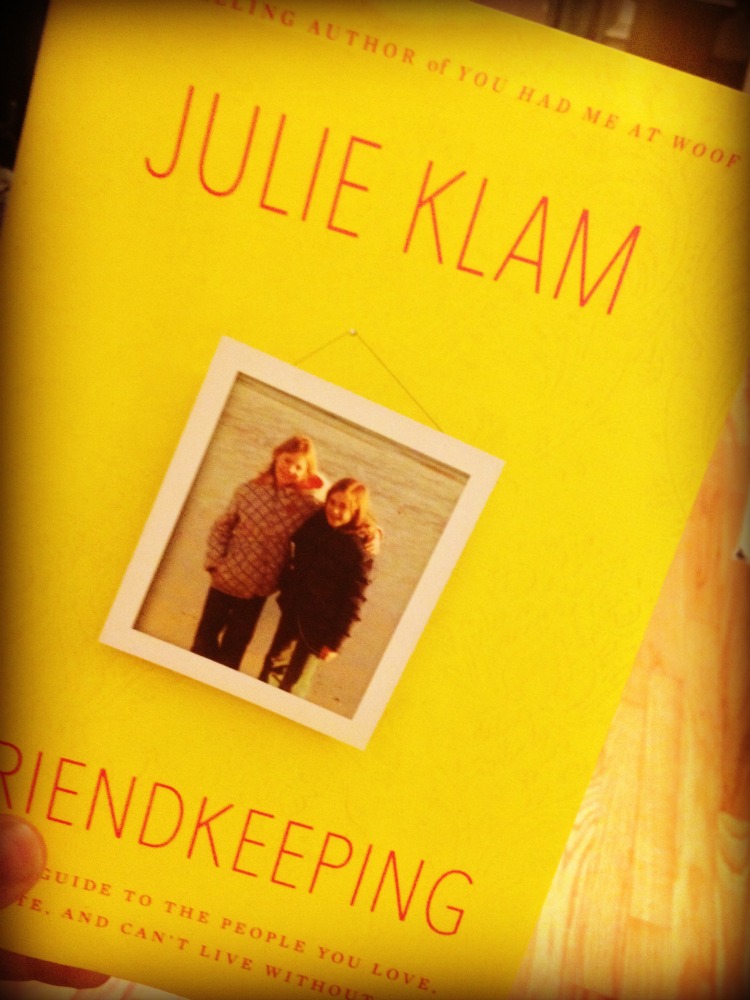 LLING AUTHOR of YOU HAD ME AT WOOF
JULIE KLAM
RIENDKEEPING
GUIDE TO THE PEOPLE YOU LOVE,
TE, AND CAN'T LIVE WITHOUT